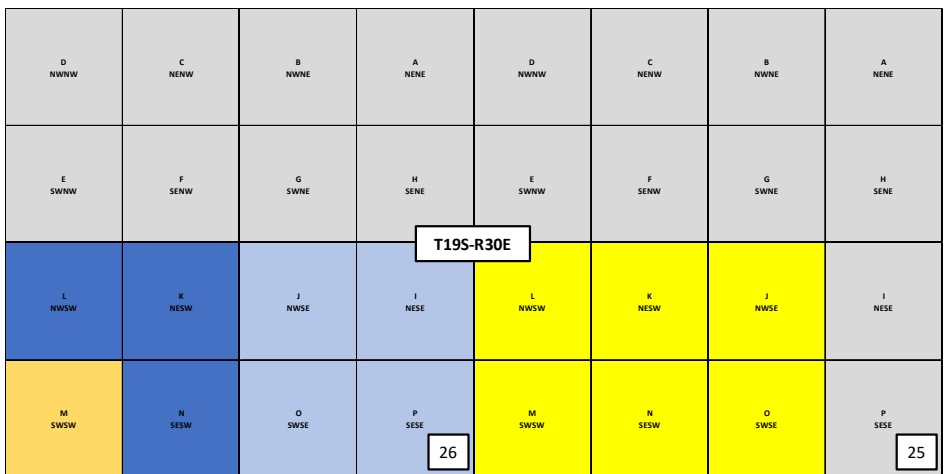 D C B A D C B A
NWNW NENW NWNE NENE NWNW NENW NWNE NENE
E F G H E F G H
SWNW SENW SWNE SENE SWNW SENW SWNE SENE
T19S-R30E
L K J I L K J I
NWSW NESW NWSE NESE NWSW NESW NWSE NESE
M N O P M N O P
SWSW SESW SWSE SESE SWSW SESW SWSE SESE
26 25